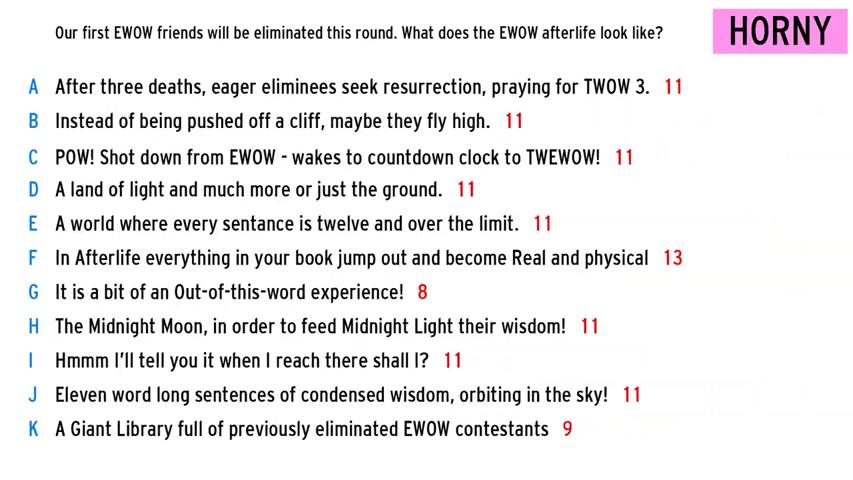 Our first EWOW friends will be eliminated this round. What does the EWOW afterlife look like?
HORNY
A After three deaths, eager eliminees seek resurrection, praying for TWOW 3. 11
B Instead of being pushed off a cliff, maybe they fly high. 11
C POW! Shot down from EWOW - wakes to countdown clock to TWEWOW! 11
D A land of light and much more or just the ground. 11
E A world where every sentance is twelve and over the limit. 11
F In Afterlife everything in your book jump out and become Real and physical 13
G It is a bit of an Out-of-this-word experience! 8
H The Midnight Moon, in order to feed Midnight Light their wisdom! 11
I Hmmm I'll tell you it when I reach there shall I? 11
J Eleven word long sentences of condensed wisdom, orbiting in the sky! 11
K A Giant Library full of previously eliminated EWOW contestants 9